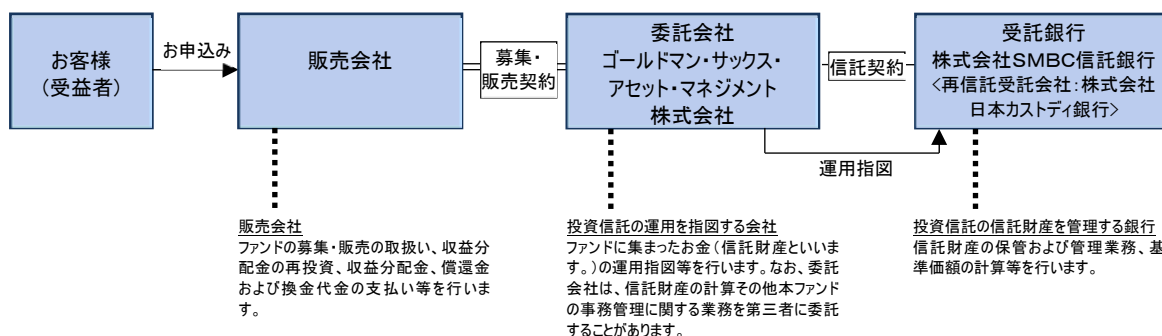 お客様
（受益者）
お申込み
販売会社
募集・
販売契約
委託会社
ゴールドマン・サックス・
アセット・マネジメント
株式会社
信託契約
受託銀行
株式会社SMBC信託銀行
<再信託受託会社：株式会社
日本カストディ銀行>
運用指図
販売会社
ファンドの募集・販売の取扱い、収益分
配金の再投資、収益分配金、償還金
および換金代金の支払い等を行いま
す。
投資信託の運用を指図する会社
ファンドに集まったお金（信託財産といいま
す。）の運用指図等を行います。なお、委託
会社は、信託財産の計算その他本ファンド
の事務管理に関する業務を第三者に委託
することがあります。
投資信託の信託財産を管理する銀行
信託財産の保管および管理業務、基
準価額の計算等を行います。